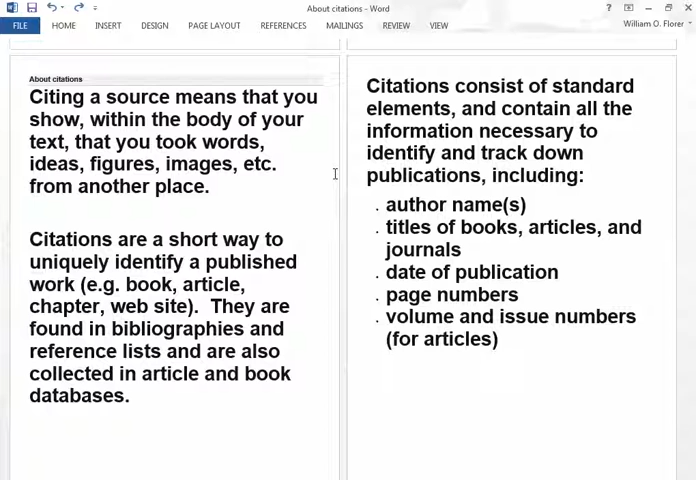 About citations - Word
FILE HOME INSERT DESIGN PAGE LAYOUT REFERENCES MAILINGS REVIEW VIEW
William O. Florer
About citations
Citing a source means that you
show, within the body of your
text, that you took words,
ideas, figures, images, etc.
from another place.
Citations are a short way to
uniquely identify a published
work (e.g. book, article,
chapter, web site).  They are
found in bibliographies and
reference lists and are also
collected in article and book
databases.
Citations consist of standard
elements, and contain all the
information necessary to
identify and track down
publications, including:
. author name(s)
. titles of books, articles, and
journals
. date of publication
. page numbers
. volume and issue numbers
(for articles)